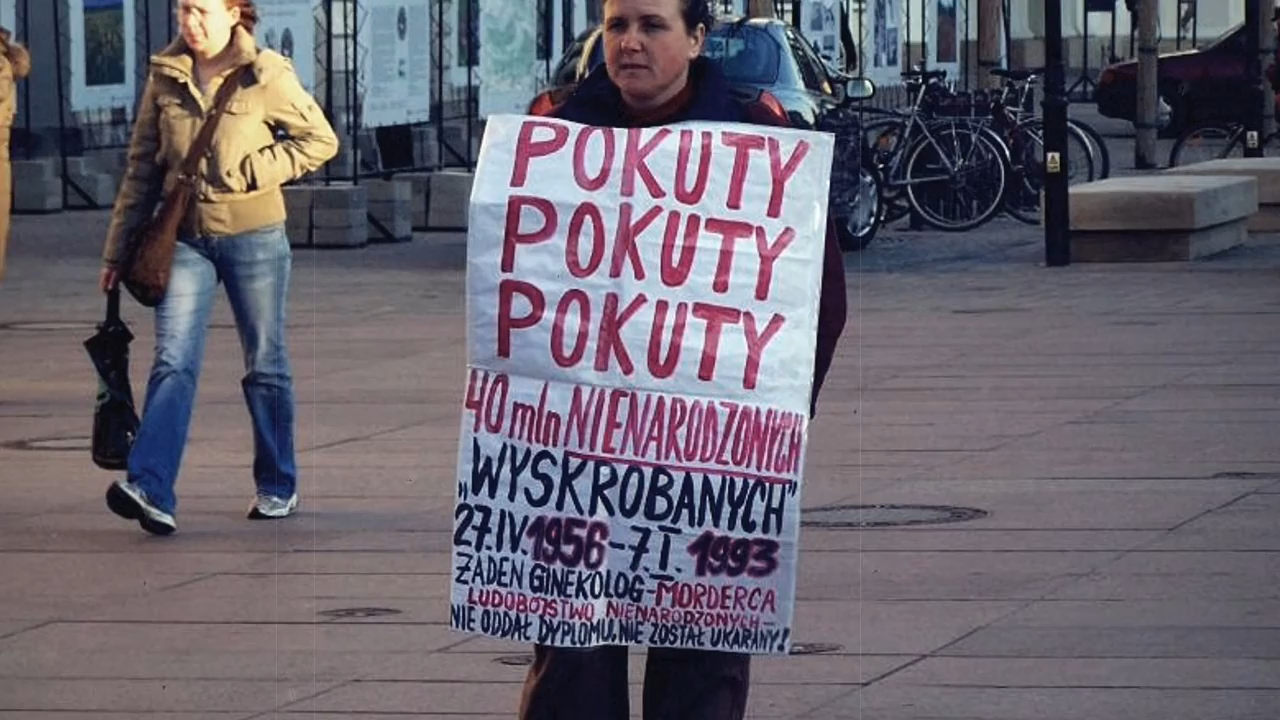 POKUTY
POKUTY
POKUTY
40 mln NIENARODZONYCH
„WYSKROBANYCH”
27.IV.1956-7.I.1993
ŻADEN GINEKOLOG-MORDERCA
LUDOBÓJSTWO NIENARODZONYCH-
NIE ODDAŁ DYPLOMU, NIE ZOSTAŁ UKARANY!